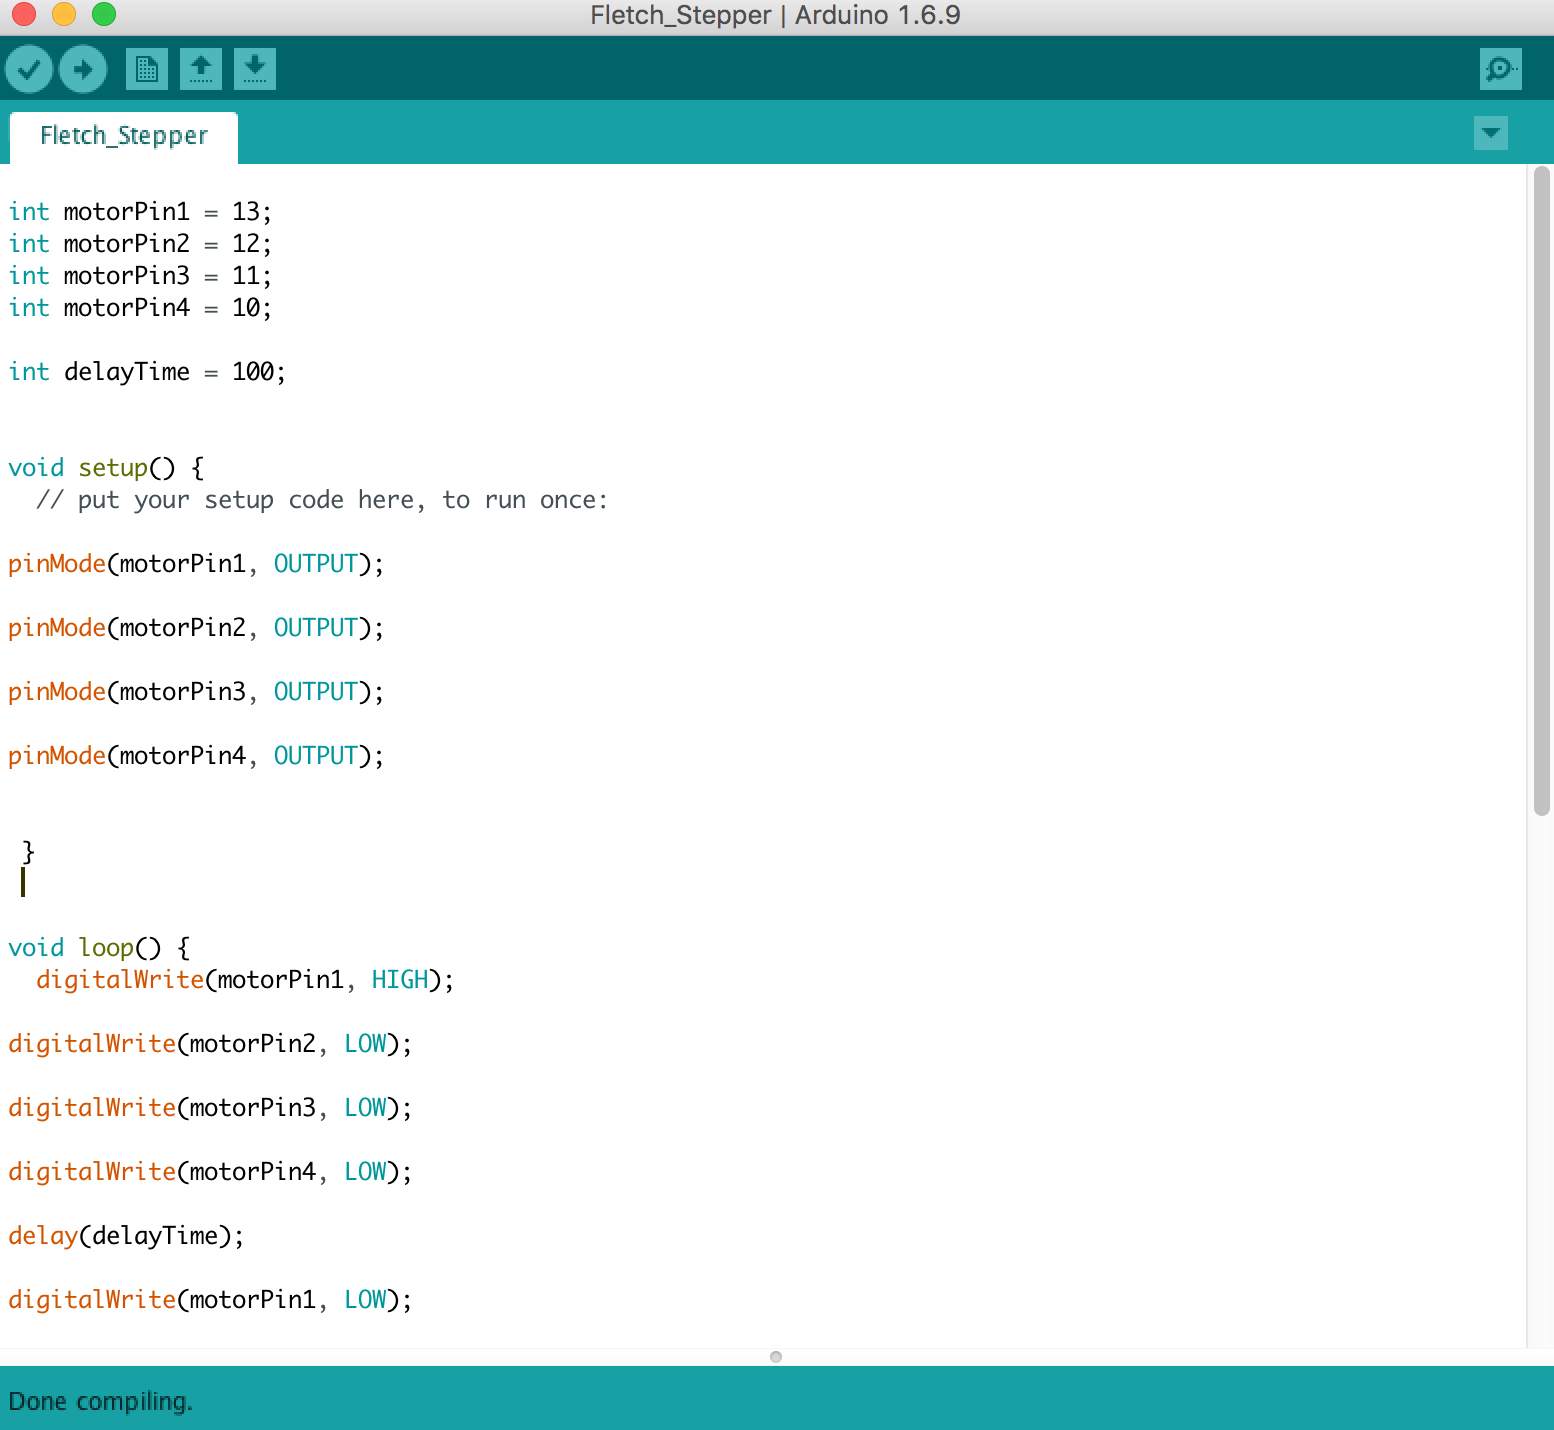 Fletch_Stepper | Arduino 1.6.9
Fletch_Stepper
int motorPin1 = 13;
int motorPin2 = 12;
int motorPin3 = 11;
int motorPin4 = 10;
int delayTime = 100;
void setup() {
// put your setup code here, to run once:
pinMode(motorPin1, OUTPUT);
pinMode(motorPin2, OUTPUT);
pinMode(motorPin3, OUTPUT);
pinMode(motorPin4, OUTPUT);
}
void loop() {
digitalWrite(motorPin1, HIGH);
digitalWrite(motorPin2, LOW);
digitalWrite(motorPin3, LOW);
digitalWrite(motorPin4, LOW);
delay(delayTime);
digitalWrite(motorPin1, LOW);
Done compiling.